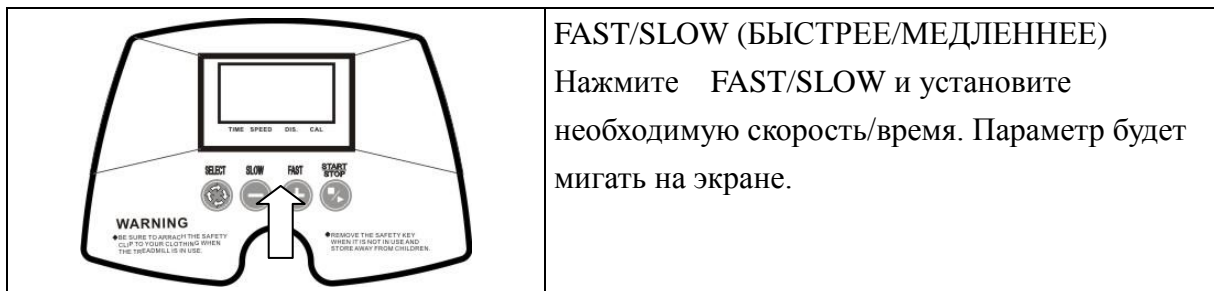 TIME SPEED DIS. CAL
SELECT SLOW FAST START
STOP
WARNING
◆BE SURE TO ARRACH THE SAFETY
CLIP TO YOUR CLOTHING WHEN
THE TREADMILL IS IN USE.
◆REMOVE THE SAFETY KEY
WHEN IT IS NOT IN USE AND
STORE AWAY FROM CHILDREN.
FAST/SLOW (БЫСТРЕЕ/МЕДЛЕННЕЕ)
Нажмите FAST/SLOW и установите
необходимую скорость/время. Параметр будет
мигать на экране.